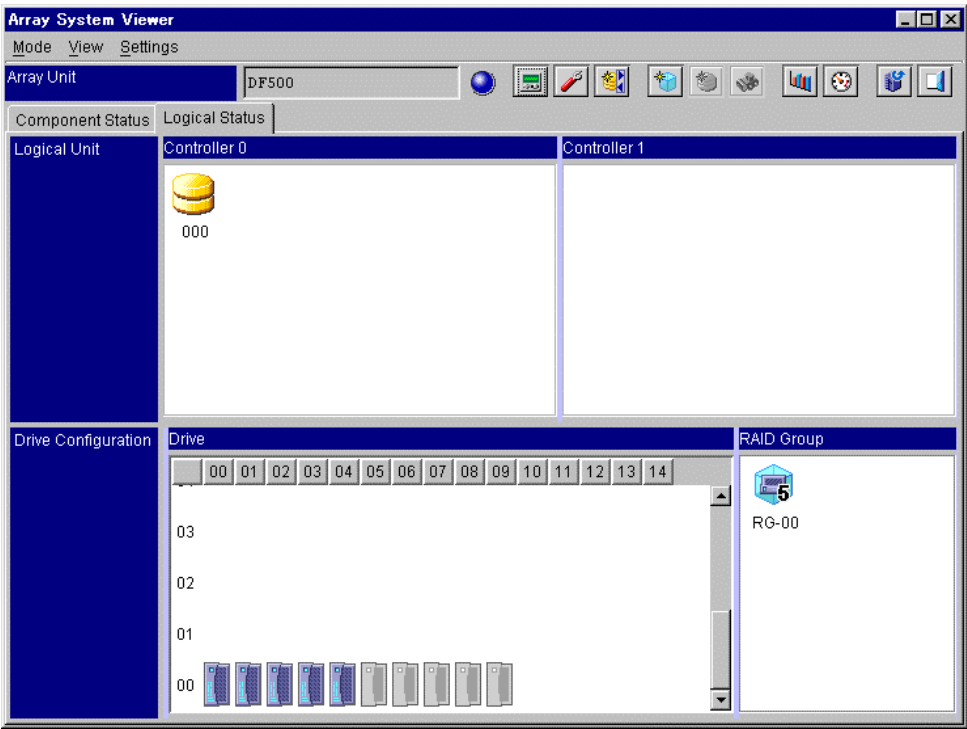 Array System Viewer
Mode View Settings
Array Unit DF500
Component Status Logical Status
Logical Unit Controller 0 Controller 1
000
Drive Configuration Drive RAID Group
00 01 02 03 04 05 06 07 08 09 10 11 12 13 14
5
RG-00
03
02
01
00